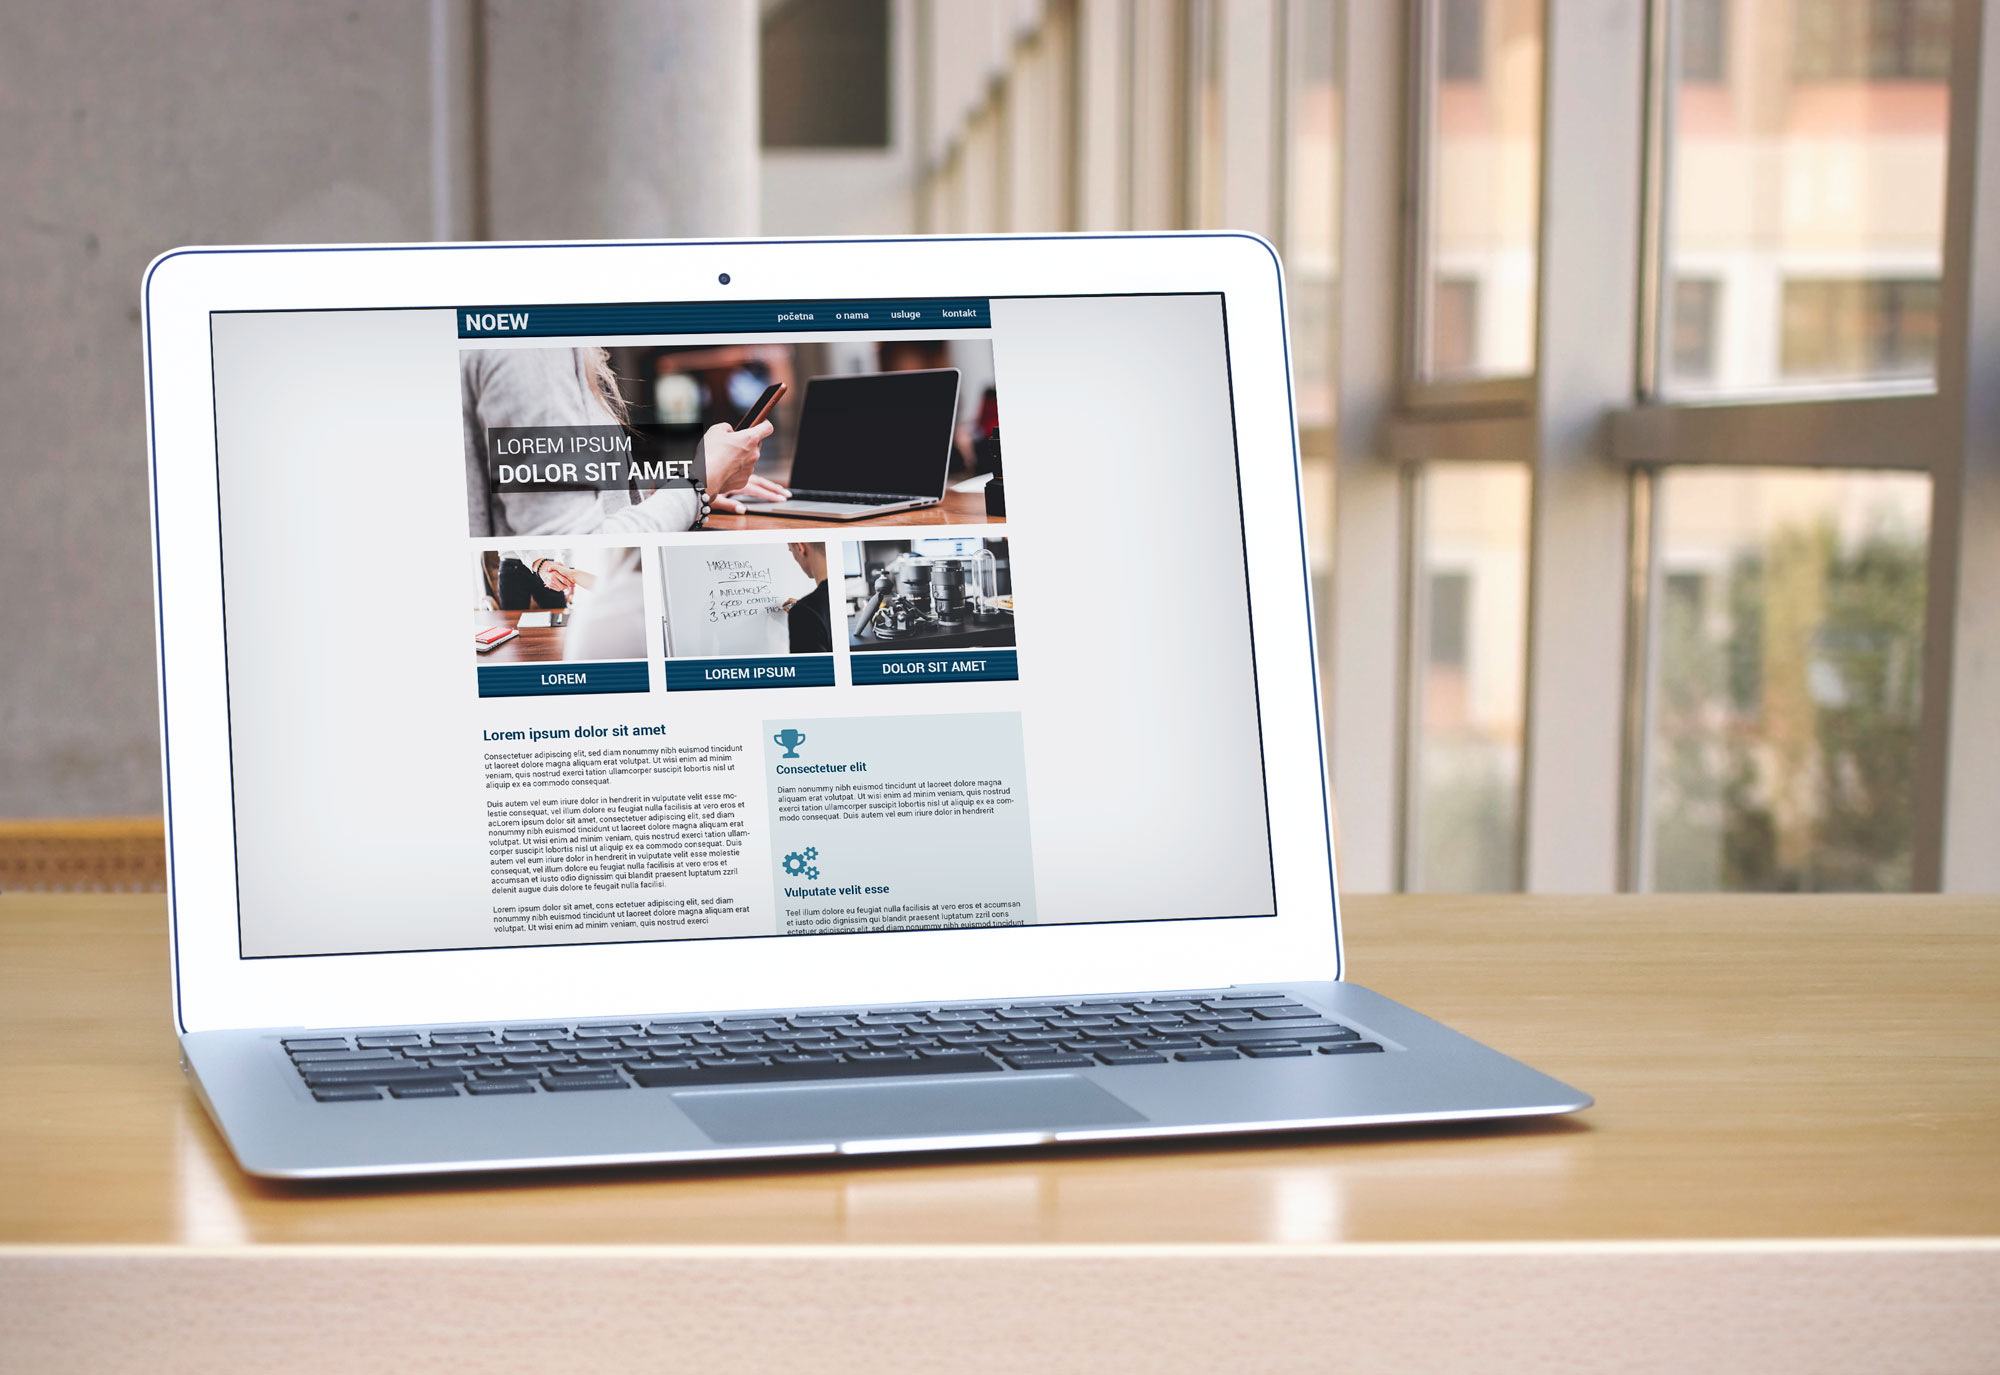 NOEW
početna o nama usluge kontakt
LOREM IPSUM
DOLOR SIT AMET
MARKETING
STRATEGY
1. INFLUENCERS
2. GOOD CONTENT
3. PERFECT
LOREM
LOREM IPSUM
DOLOR SIT AMET
Lorem ipsum dolor sit amet
Consectetuer adipiscing elit, sed diam nonummy nibh euismod tincidunt
ut laoreet dolore magna aliquam erat volutpat. Ut wisi enim ad minim
veniam, quis nostrud exerci tation ullamcorper suscipit lobortis nisl ut
aliquip ex ea commodo consequat.
Duis autem vel eum iriure dolor in hendrerit in vulputate velit esse mo-
lestie consequat, vel illum dolore eu feugiat nulla facilisis at vero eros et
acLorem ipsum dolor sit amet, consectetuer adipiscing elit, sed diam
nonummy nibh euismod tincidunt ut laoreet dolore magna aliquam erat
volutpat. Ut wisi enim ad minim veniam, quis nostrud exerci tation ullam-
corper suscipit lobortis nisl ut aliquip ex ea commodo consequat. Duis
autem vel eum iriure dolor in hendrerit in vulputate velit esse molestie
consequat, vel illum dolore eu feugiat nulla facilisis at vero eros et
accumsan et iusto odio dignissim qui blandit praesent luptatum zzril
delenit augue duis dolore te feugait nulla facilisi.
Lorem ipsum dolor sit amet, cons ectetuer adipiscing elit, sed diam
nonummy nibh euismod tincidunt ut laoreet dolore magna aliquam erat
volutpat. Ut wisi enim ad minim veniam, quis nostrud exerci
Consectetuer elit
Diam nonummy nibh euismod tincidunt ut laoreet dolore magna
aliquam erat volutpat. Ut wisi enim ad minim veniam, quis nostrud
exerci tation ullamcorper suscipit lobortis nisl ut aliquip ex ea com-
modo consequat. Duis autem vel eum iriure dolor in hendrerit
Vulputate velit esse
Teel illum dolore eu feugiat nulla facilisis at vero eros et accumsan
et iusto odio dignissim qui blandit praesent luptatum zzril cons
ectetuer adipiscing elit, sed diam nonummy nibh euismod tincidunt